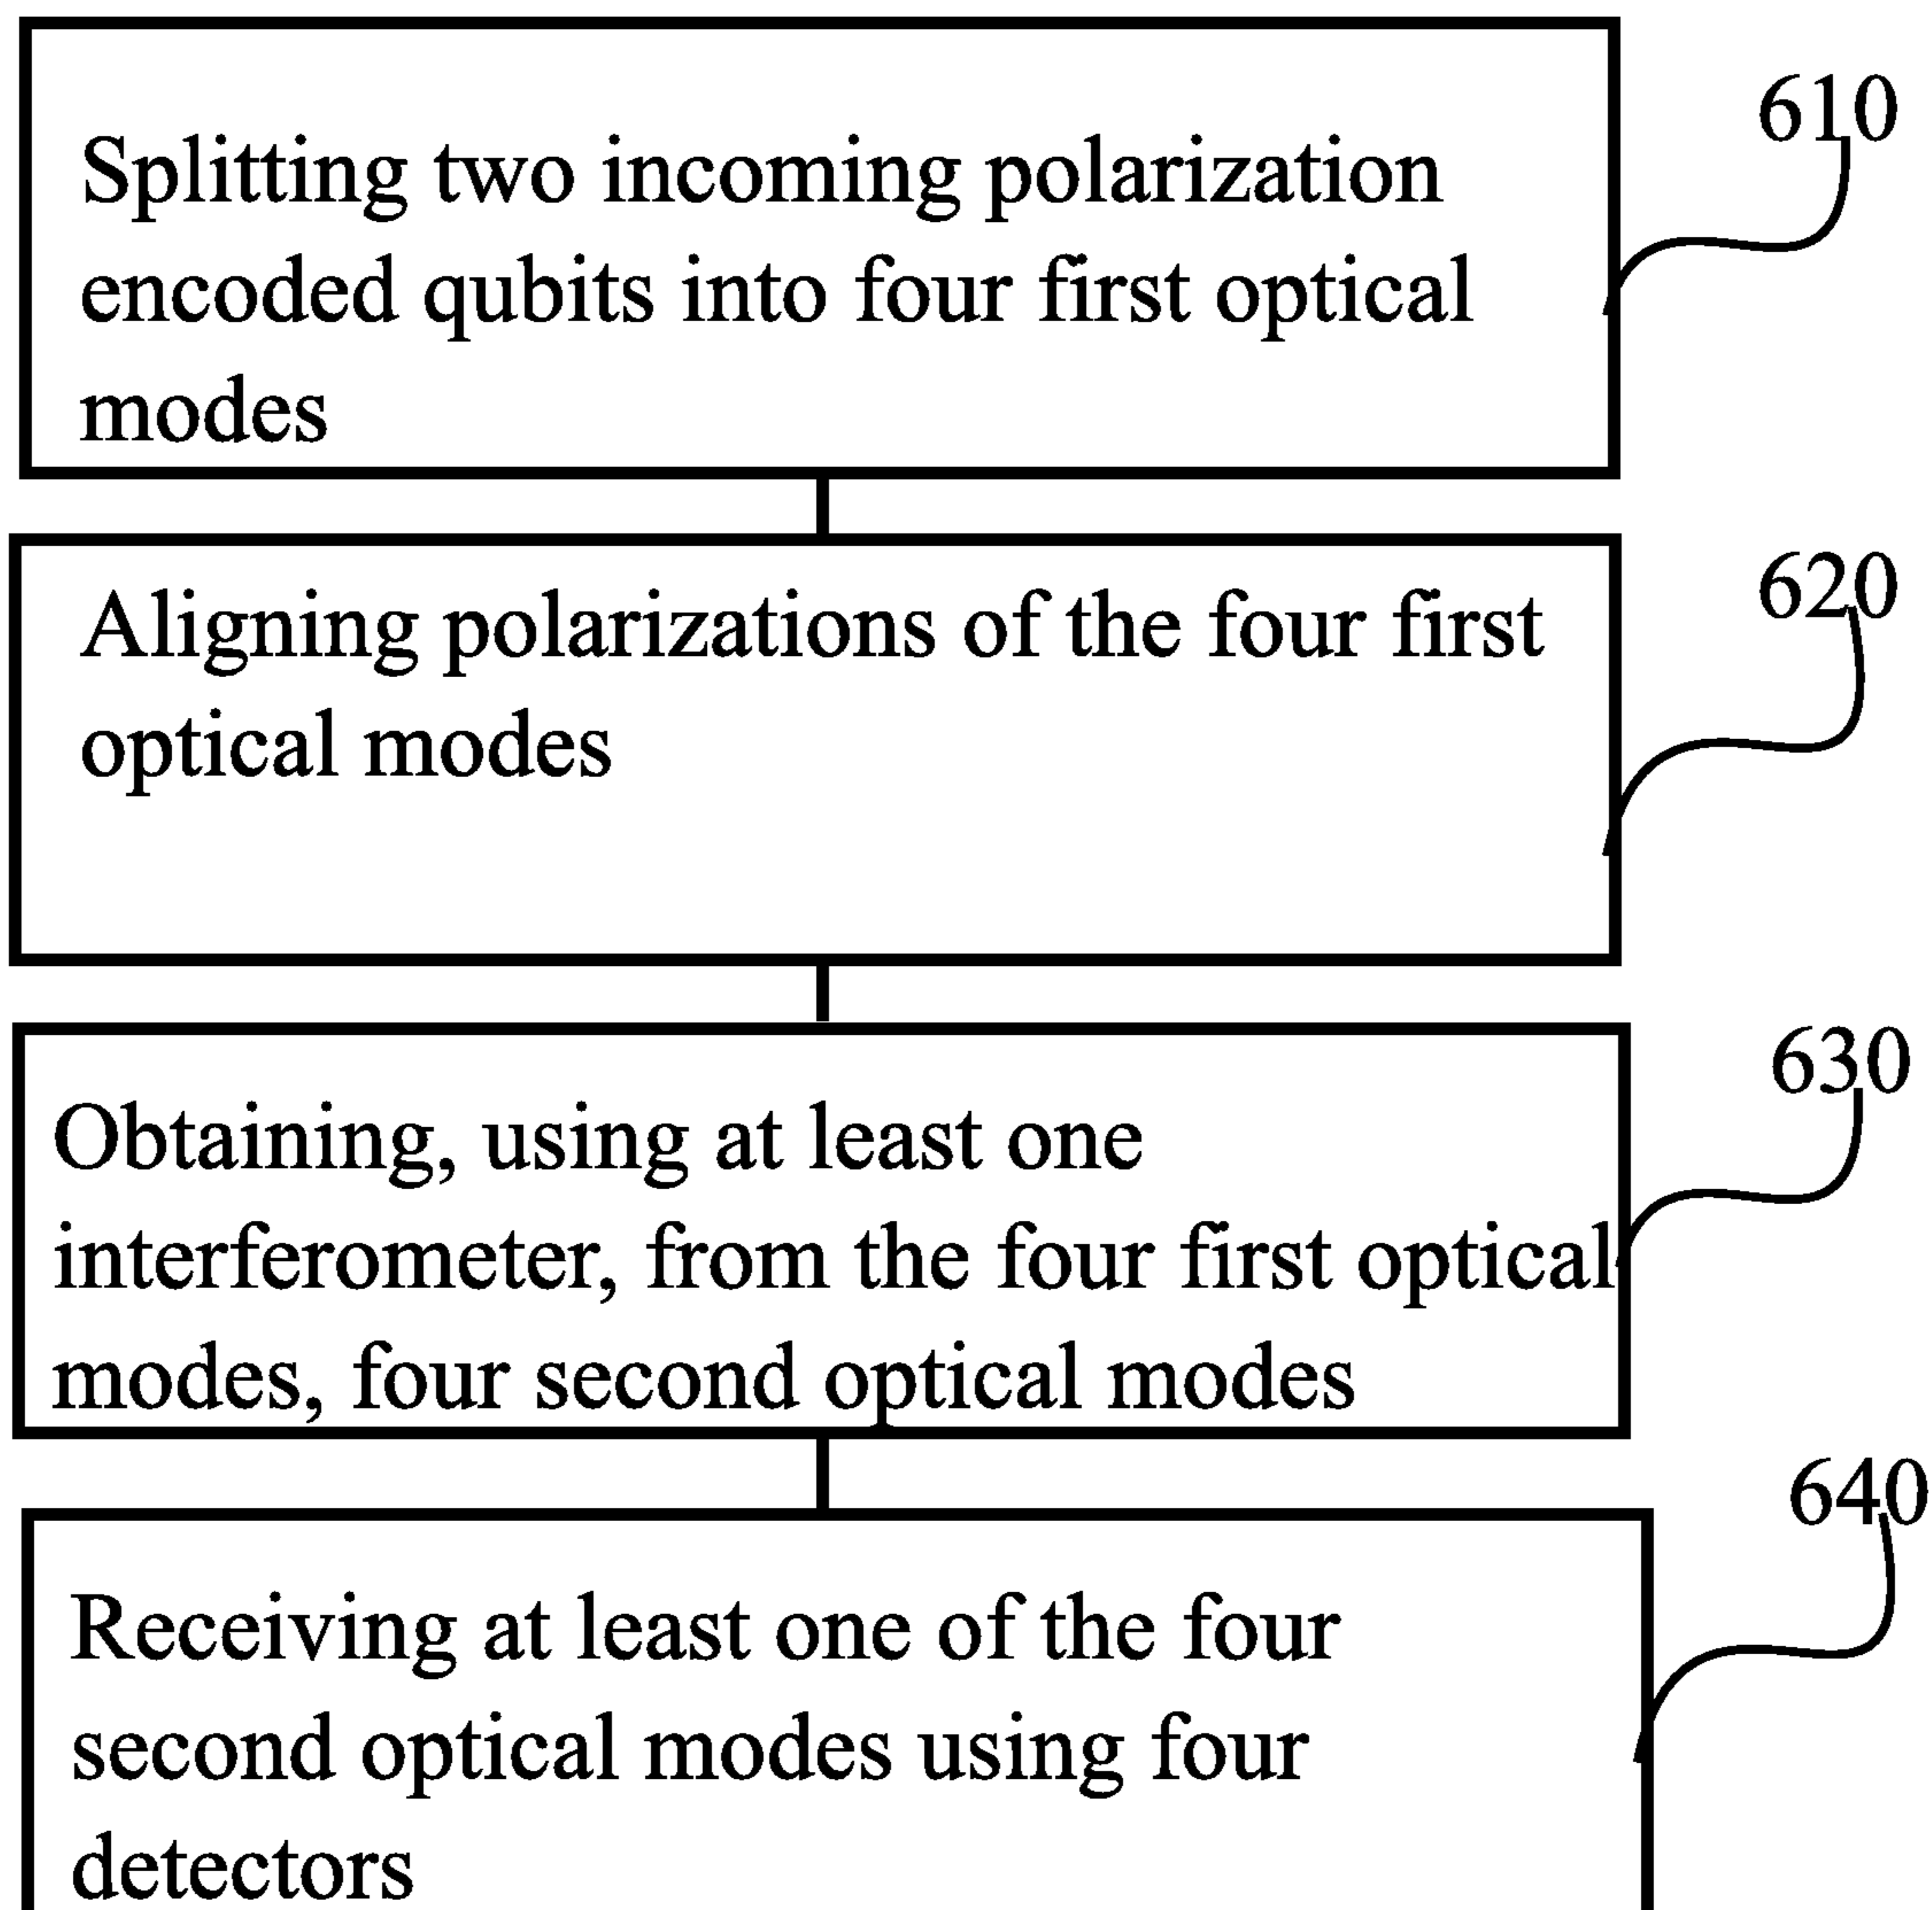 610
Splitting two incoming polarization
encoded qubits into four first optical
modes
620
Aligning polarizations of the four first
optical modes
630
Obtaining, using at least one
interferometer, from the four first optical
modes, four second optical modes
640
Receiving at least one of the four
second optical modes using four
detectors